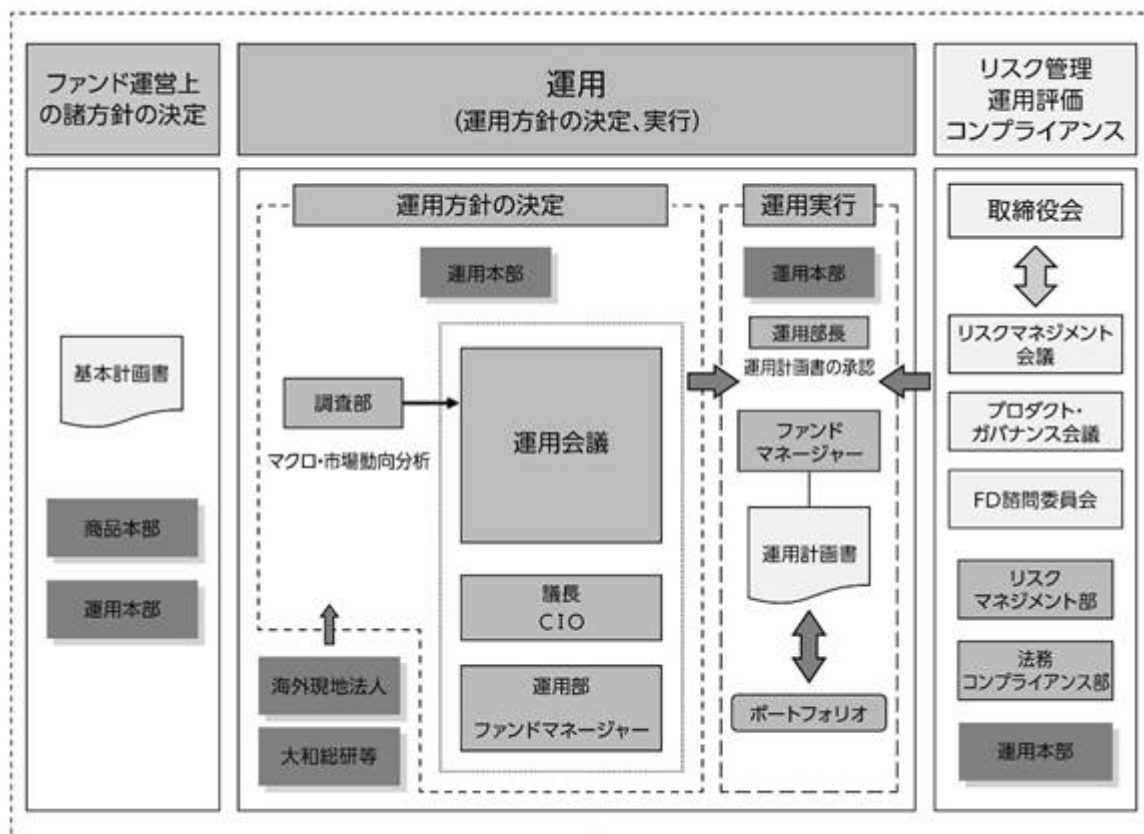 ファンド運営上
の諸方針の決定
運用
(運用方針の決定、実行)
リスク管理
運用評価
コンプライアンス
基本計画書
商品本部
運用本部
運用方針の決定
運用本部
調査部
マクロ・市場動向分析
運用会議
議長
CIO
運用部
ファンドマネージャー
海外現地法人
大和総研等
運用実行
運用本部
運用部長
運用計画書の承認
ファンド
マネージャー
運用計画書
ポートフォリオ
取締役会
リスクマネジメント
会議
プロダクト・
ガバナンス会議
FD諮問委員会
リスク
マネジメント部
法務
コンプライアンス部
運用本部